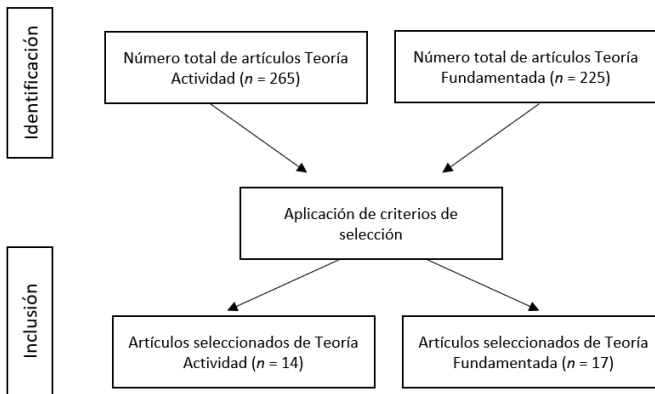 Identificación
Número total de artículos Teoría
Actividad (n = 265)
Número total de artículos Teoría
Fundamentada (n = 225)
Aplicación de criterios de
selección
Inclusión
Artículos seleccionados de Teoría
Actividad (n = 14)
Artículos seleccionados de Teoría
Fundamentada (n = 17)